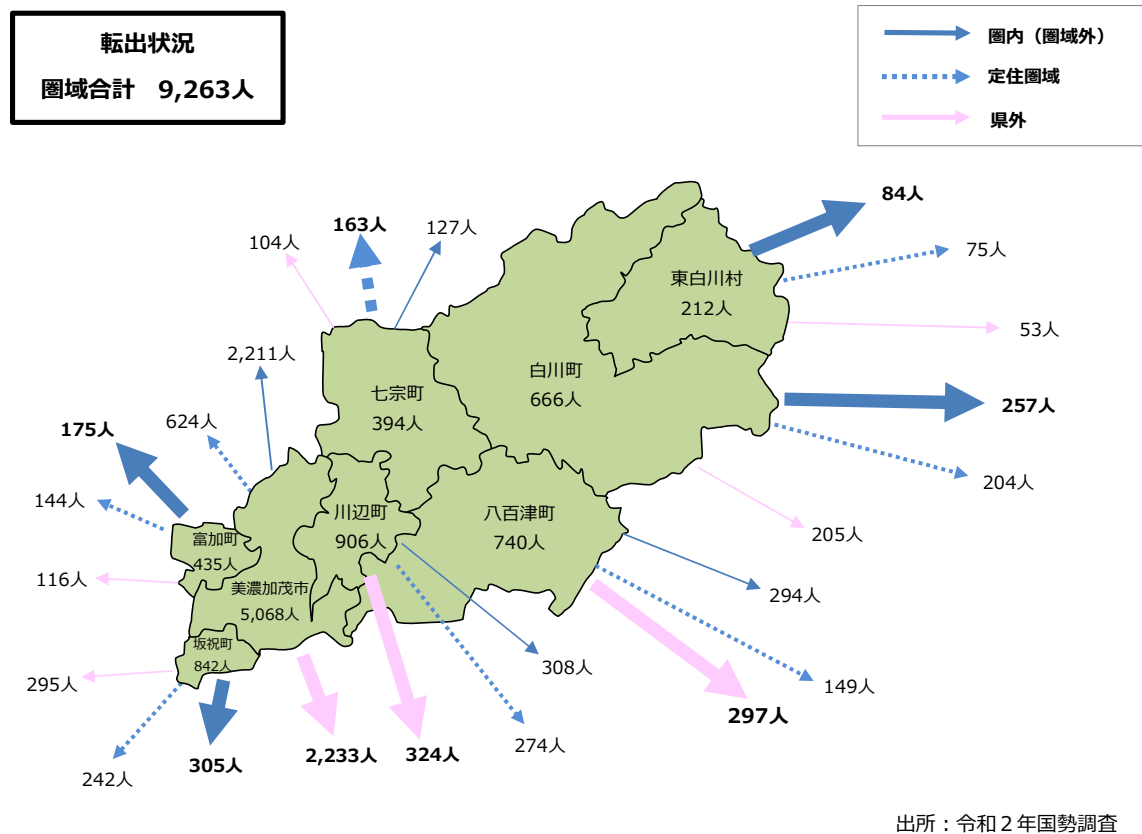 転出状況
圏域合計　9,263人
圏内（圏域外）
定住圏域
県外
84人
163人
127人
104人
75人
東白川村
212人
53人
2,211人
白川町
666人
七宗町
394人
257人
175人
624人
204人
144人
川辺町
906人
八百津町
740人
205人
富加町
435人
116人
美濃加茂市
5,068人
294人
坂祝町
842人
308人
295人
149人
297人
274人
2,233人
324人
305人
242人
出所：令和２年国勢調査